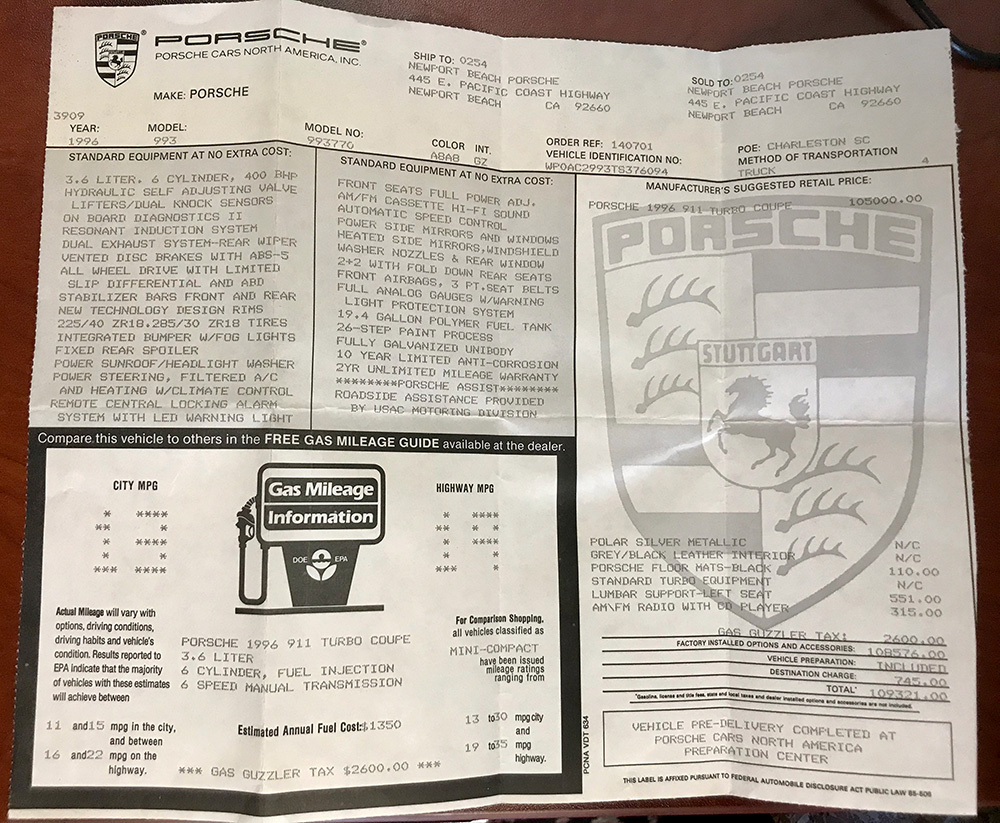 PORSCHE®
PORSCHE
PORSCHE CARS NORTH AMERICA, INC.
MAKE: PORSCHE
SHIP TO: 0254
NEWPORT BEACH PORSCHE
445 E. PACIFIC COAST HIGHWAY
NEWPORT BEACH CA 92660
SOLD TO: 0254
NEWPORT BEACH PORSCHE
445 E. PACIFIC COAST HIGHWAY
NEWPORT BEACH CA 92660
3909
YEAR: MODEL: MODEL NO: COLOR INT.
1996 993 993770 A8A8 GZ
ORDER REF: 140701
VEHICLE IDENTIFICATION NO:
WP0AC2993TS376094
POE: CHARLESTON SC
METHOD OF TRANSPORTATION
TRUCK 4
STANDARD EQUIPMENT AT NO EXTRA COST:
3.6 LITER. 6 CYLINDER, 400 BHP
HYDRAULIC SELF ADJUSTING VALVE
LIFTERS/DUAL KNOCK SENSORS
ON BOARD DIAGNOSTICS II
RESONANT INDUCTION SYSTEM
DUAL EXHAUST SYSTEM-REAR WIPER
VENTED DISC BRAKES WITH ABS-5
ALL WHEEL DRIVE WITH LIMITED
SLIP DIFFERENTIAL AND ABD
STABILIZER BARS FRONT AND REAR
NEW TECHNOLOGY DESIGN RIMS
225/40 ZR18.285/30 ZR18 TIRES
INTEGRATED BUMPER W/FOG LIGHTS
FIXED REAR SPOILER
POWER SUNROOF/HEADLIGHT WASHER
POWER STEERING, FILTERED A/C
AND HEATING W/CLIMATE CONTROL
REMOTE CENTRAL LOCKING ALARM
SYSTEM WITH LED WARNING LIGHT
STANDARD EQUIPMENT AT NO EXTRA COST:
FRONT SEATS FULL POWER ADJ.
AM/FM CASSETTE HI-FI SOUND
AUTOMATIC SPEED CONTROL
POWER SIDE MIRRORS AND WINDOWS
HEATED SIDE MIRRORS,WINDSHIELD
WASHER NOZZLES & REAR WINDOW
2+2 WITH FOLD DOWN REAR SEATS
FRONT AIRBAGS, 3 PT.SEAT BELTS
FULL ANALOG GAUGES W/WARNING
LIGHT PROTECTION SYSTEM
19.4 GALLON POLYMER FUEL TANK
26-STEP PAINT PROCESS
FULLY GALVANIZED UNIBODY
10 YEAR LIMITED ANTI-CORROSION
2YR UNLIMITED MILEAGE WARRANTY
********PORSCHE ASSIST********
ROADSIDE ASSISTANCE PROVIDED
BY USAC MOTORING DIVISION
MANUFACTURER'S SUGGESTED RETAIL PRICE:
PORSCHE 1996 911 TURBO COUPE 105000.00
PORSCHE
STUTTGART
POLAR SILVER METALLIC N/C
GREY/BLACK LEATHER INTERIOR N/C
PORSCHE FLOOR MATS-BLACK 110.00
STANDARD TURBO EQUIPMENT N/C
LUMBAR SUPPORT-LEFT SEAT 551.00
AM\FM RADIO WITH CD PLAYER 315.00
GAS GUZZLER TAX: 2600.00
FACTORY INSTALLED OPTIONS AND ACCESSORIES: 108576.00
VEHICLE PREPARATION: INCLUDED
DESTINATION CHARGE: 745.00
TOTAL* 109321.00
*Gasoline, license and title fees, state and local taxes and dealer installed options and accessories are not included.
VEHICLE PRE-DELIVERY COMPLETED AT
PORSCHE CARS NORTH AMERICA
PREPARATION CENTER
THIS LABEL IS AFFIXED PURSUANT TO FEDERAL AUTOMOBILE DISCLOSURE ACT PUBLIC LAW 85-506
PCNA VDT 634
Compare this vehicle to others in the FREE GAS MILEAGE GUIDE available at the dealer.
CITY MPG
* ****
** *
* ****
* *
*** ****
Gas Mileage
Information
DOE EPA
HIGHWAY MPG
* ****
** * *
* ****
* *
*** *
Actual Mileage will vary with
options, driving conditions,
driving habits and vehicle's
condition. Results reported to
EPA indicate that the majority
of vehicles with these estimates
will achieve between
11 and 15 mpg in the city,
and between
16 and 22 mpg on the
highway.
PORSCHE 1996 911 TURBO COUPE
3.6 LITER
6 CYLINDER, FUEL INJECTION
6 SPEED MANUAL TRANSMISSION
Estimated Annual Fuel Cost:$1350
*** GAS GUZZLER TAX $2600.00 ***
For Comparison Shopping,
all vehicles classified as
MINI-COMPACT
have been issued
mileage ratings
ranging from
13 to 30 mpg city
and
19 to 35 mpg
highway.